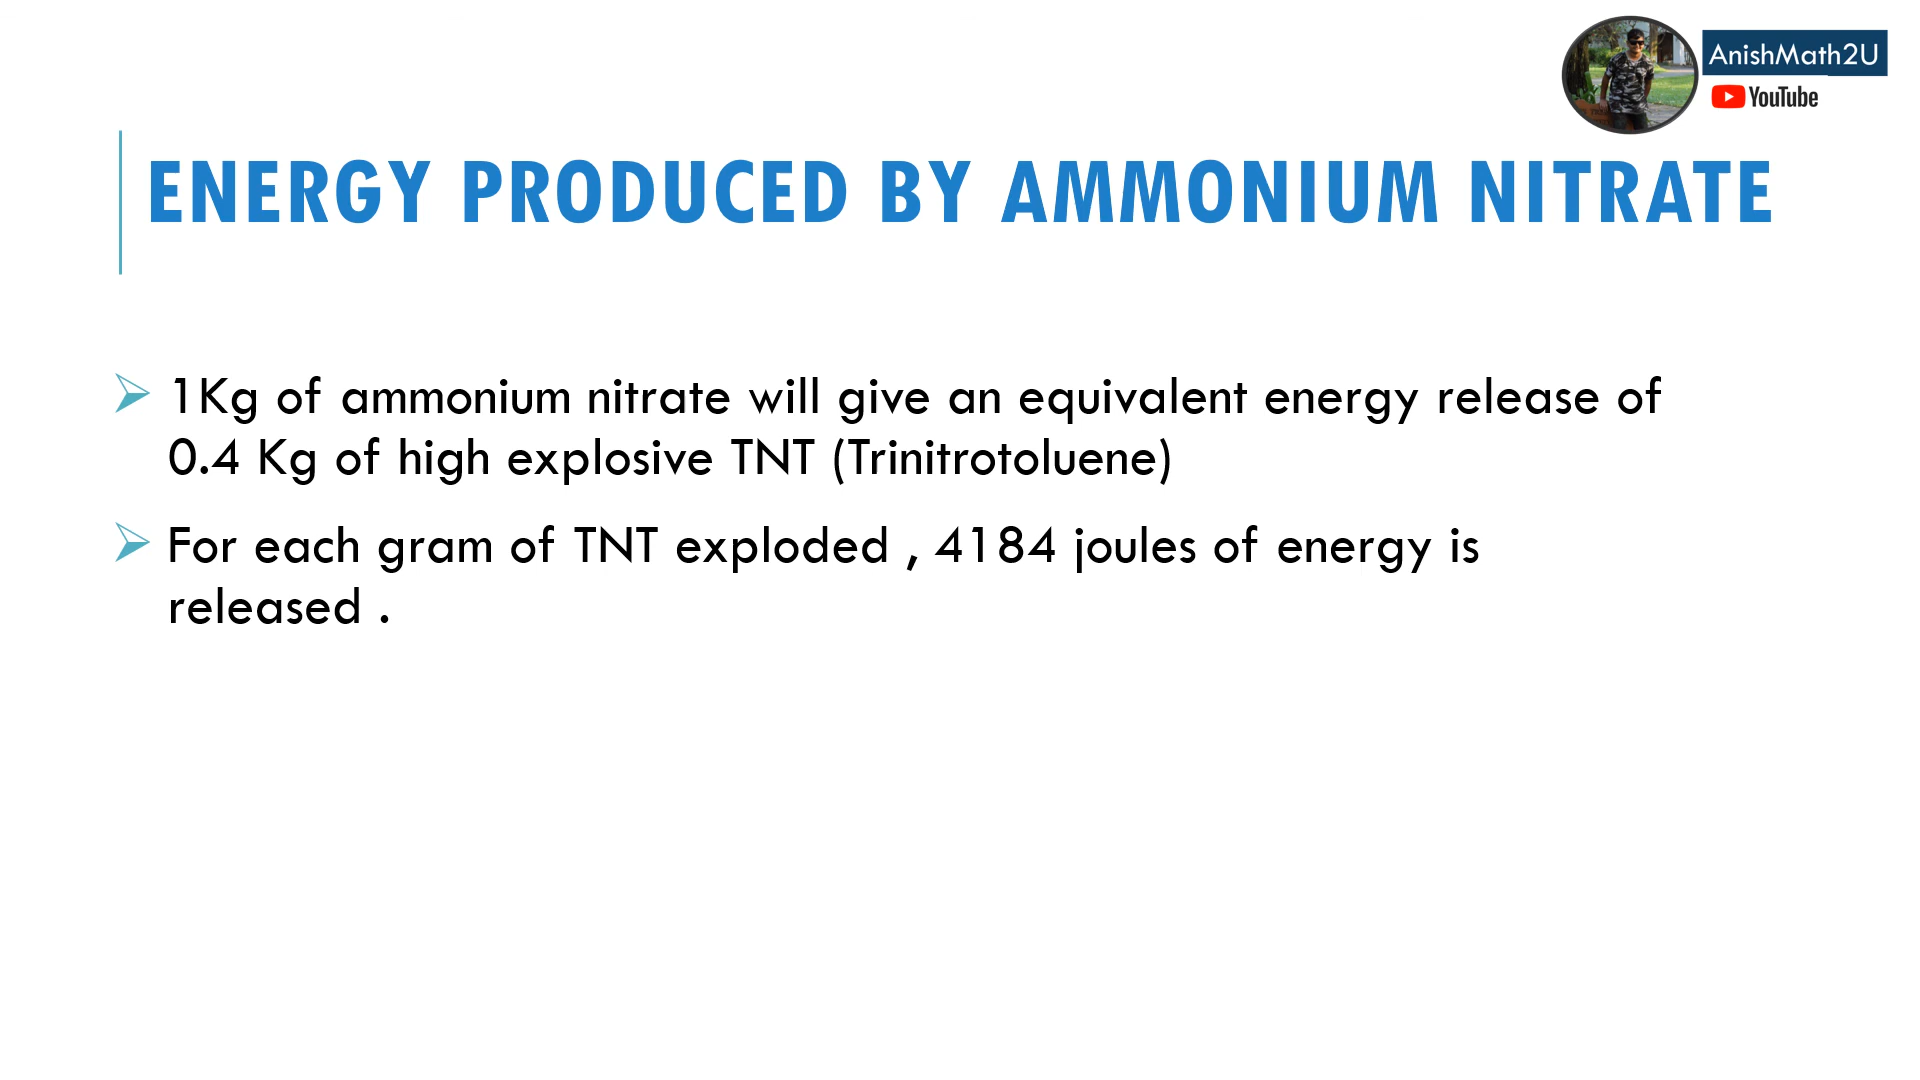 AnishMath2U
YouTube
ENERGY PRODUCED BY AMMONIUM NITRATE
1Kg of ammonium nitrate will give an equivalent energy release of
0.4 Kg of high explosive TNT (Trinitrotoluene)
For each gram of TNT exploded , 4184 joules of energy is
released .